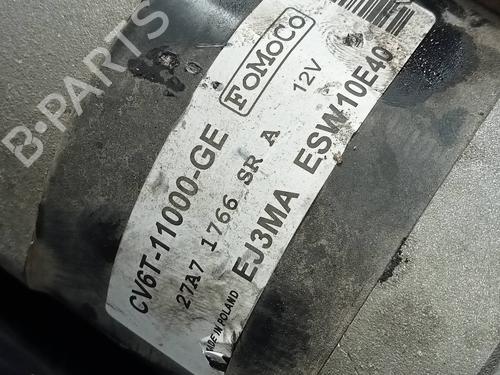 B-PARTS
FoMoCo
12V
CV6T-11000-GE
27A7 1766 SR A
EJ3MA ESW10E40
MADE IN POLAND